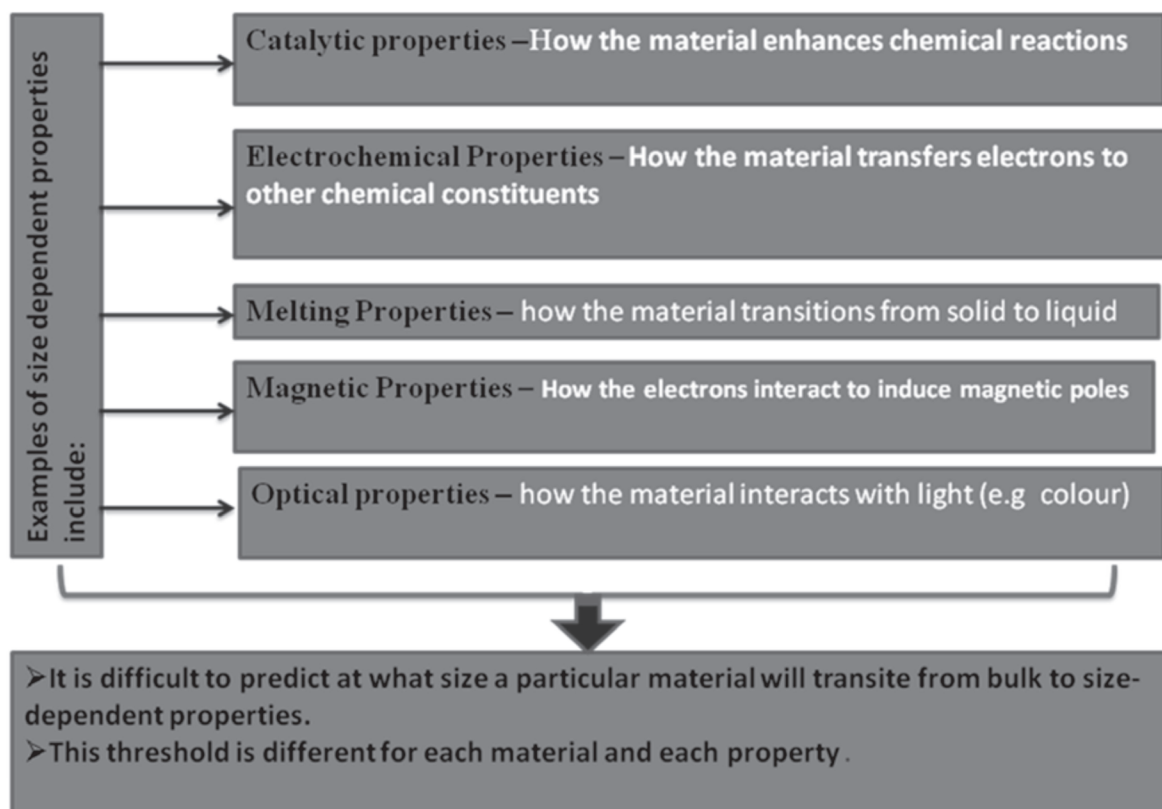 Examples of size dependent properties
include:
Catalytic properties –How the material enhances chemical reactions
Electrochemical Properties – How the material transfers electrons to
other chemical constituents
Melting Properties – how the material transitions from solid to liquid
Magnetic Properties – How the electrons interact to induce magnetic poles
Optical properties – how the material interacts with light (e.g colour)
➢It is difficult to predict at what size a particular material will transite from bulk to size-
dependent properties.
➢This threshold is different for each material and each property .